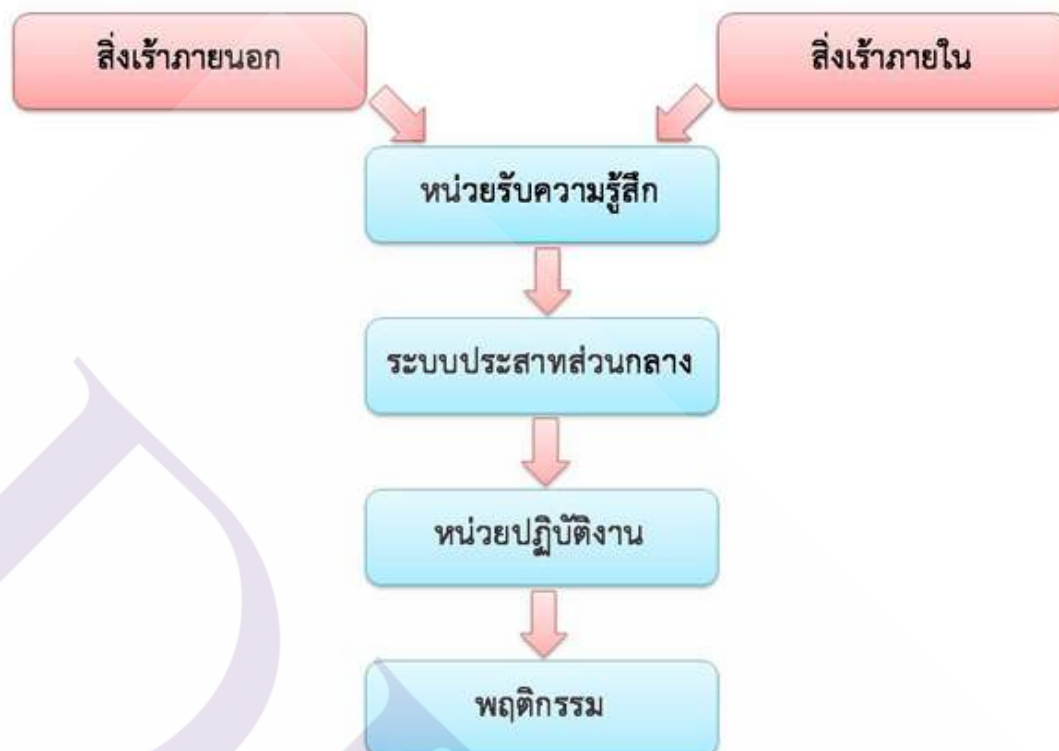 สิ่งเร้าภายนอก
สิ่งเร้าภายใน
หน่วยรับความรู้สึก
ระบบประสาทส่วนกลาง
หน่วยปฏิบัติงาน
พฤติกรรม